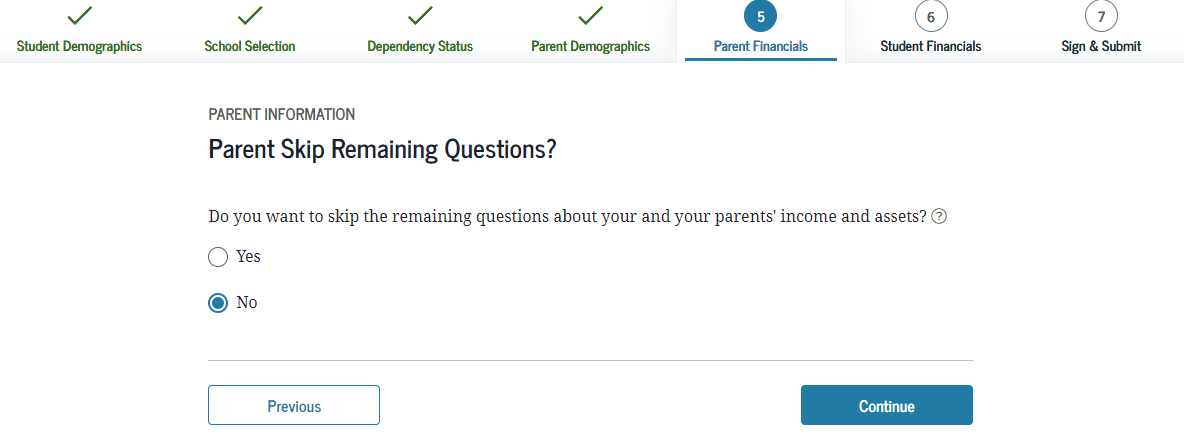 5 6 7
Student Demographics School Selection Dependency Status Parent Demographics Parent Financials Student Financials Sign & Submit
PARENT INFORMATION
Parent Skip Remaining Questions?
Do you want to skip the remaining questions about your and your parents' income and assets? ?
Yes
No
Previous Continue